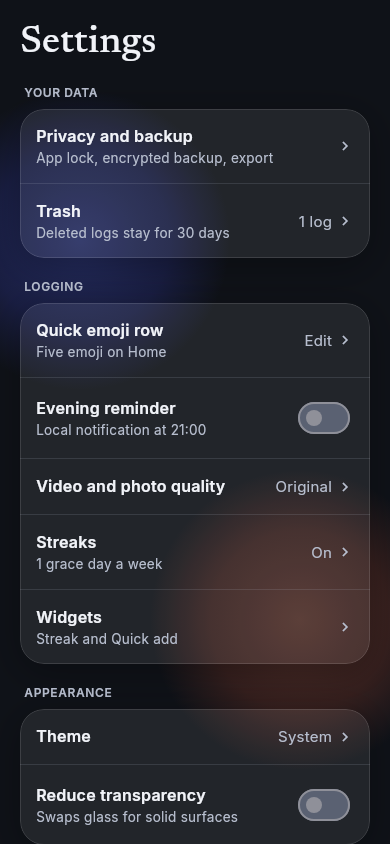 Settings
YOUR DATA
Privacy and backup
App lock, encrypted backup, export
Trash
Deleted logs stay for 30 days
1 log
LOGGING
Quick emoji row
Five emoji on Home
Edit
Evening reminder
Local notification at 21:00
Video and photo quality
Original
Streaks
1 grace day a week
On
Widgets
Streak and Quick add
APPEARANCE
Theme
System
Reduce transparency
Swaps glass for solid surfaces